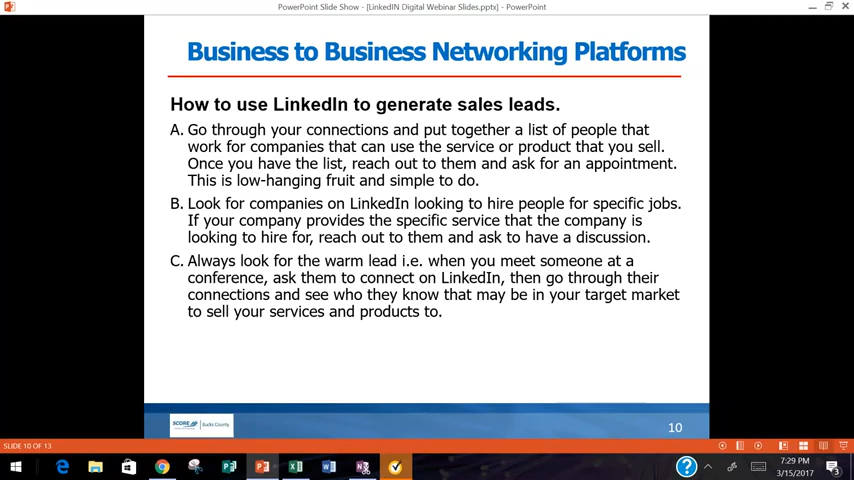 PowerPoint Slide Show - [LinkedIN Digital Webinar Slides.pptx] - PowerPoint
Business to Business Networking Platforms
How to use LinkedIn to generate sales leads.
A. Go through your connections and put together a list of people that
work for companies that can use the service or product that you sell.
Once you have the list, reach out to them and ask for an appointment.
This is low-hanging fruit and simple to do.
B. Look for companies on LinkedIn looking to hire people for specific jobs.
If your company provides the specific service that the company is
looking to hire for, reach out to them and ask to have a discussion.
C. Always look for the warm lead i.e. when you meet someone at a
conference, ask them to connect on LinkedIn, then go through their
connections and see who they know that may be in your target market
to sell your services and products to.
SCORE Bucks County
10
SLIDE 10 OF 13
7:29 PM
3/15/2017
3